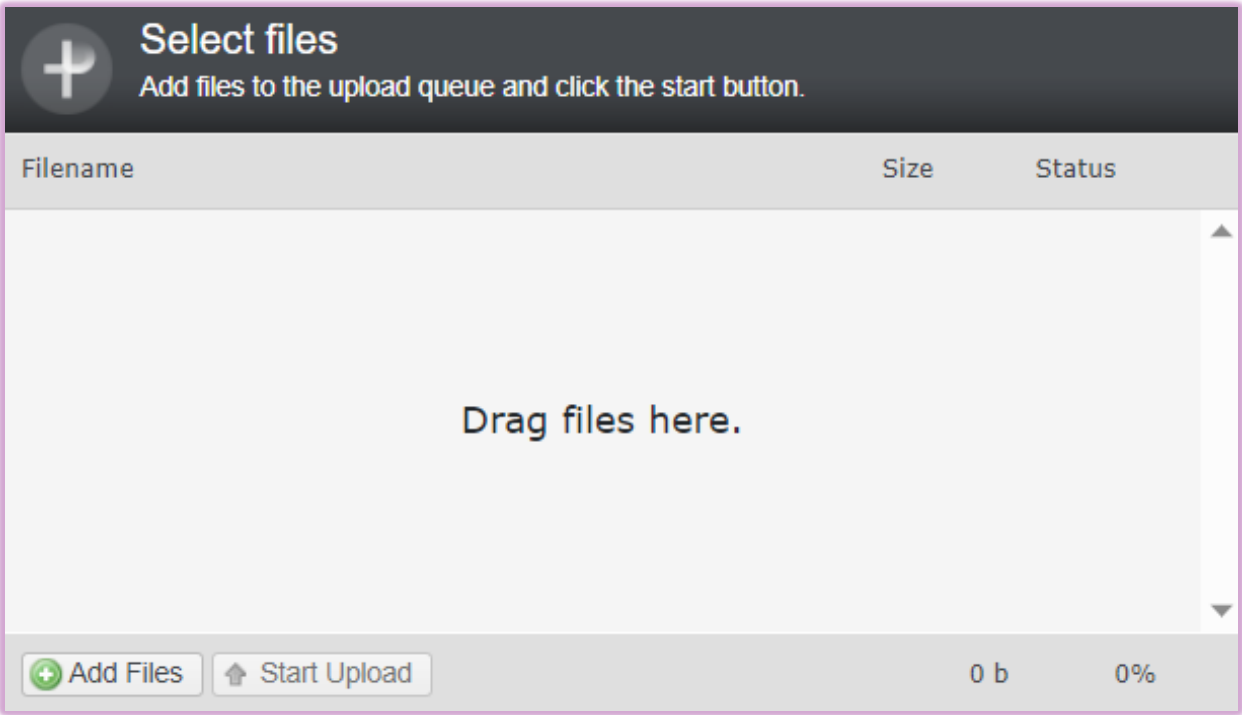 Select files
Add files to the upload queue and click the start button.
Filename Size Status
Drag files here.
Add Files Start Upload 0 b 0%